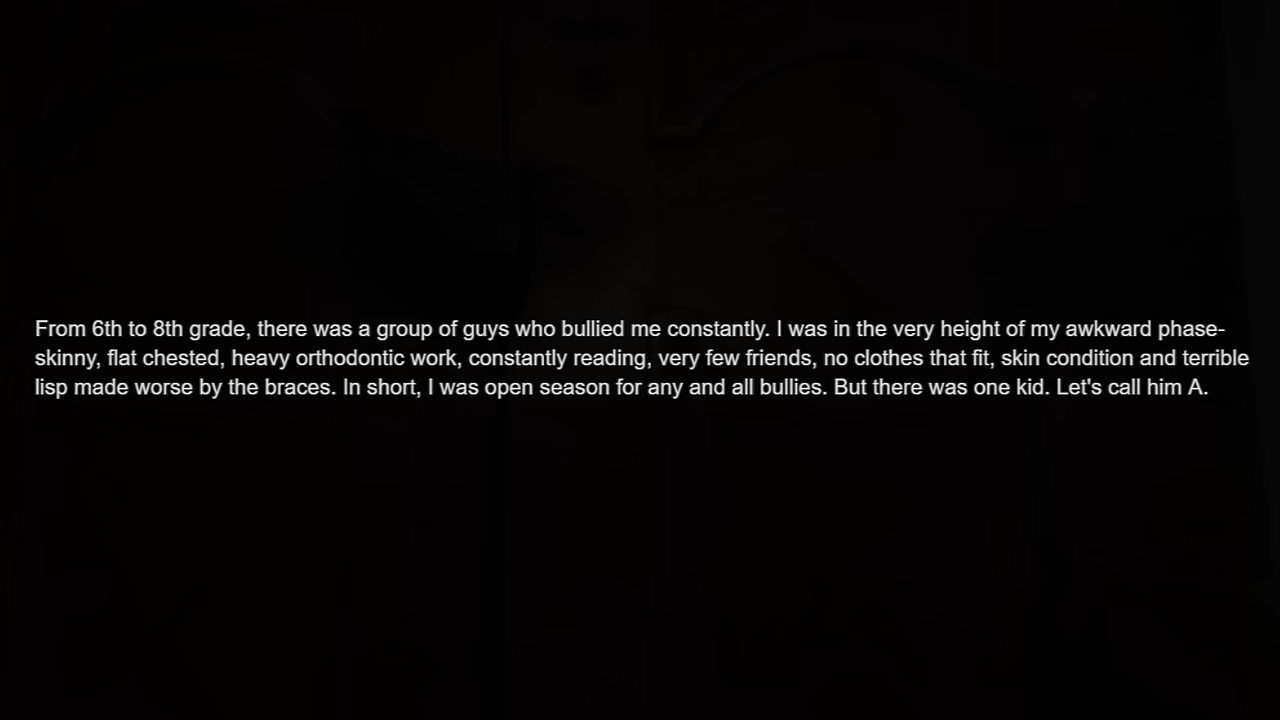 From 6th to 8th grade, there was a group of guys who bullied me constantly. I was in the very height of my awkward phase-
skinny, flat chested, heavy orthodontic work, constantly reading, very few friends, no clothes that fit, skin condition and terrible
lisp made worse by the braces. In short, I was open season for any and all bullies. But there was one kid. Let's call him A.